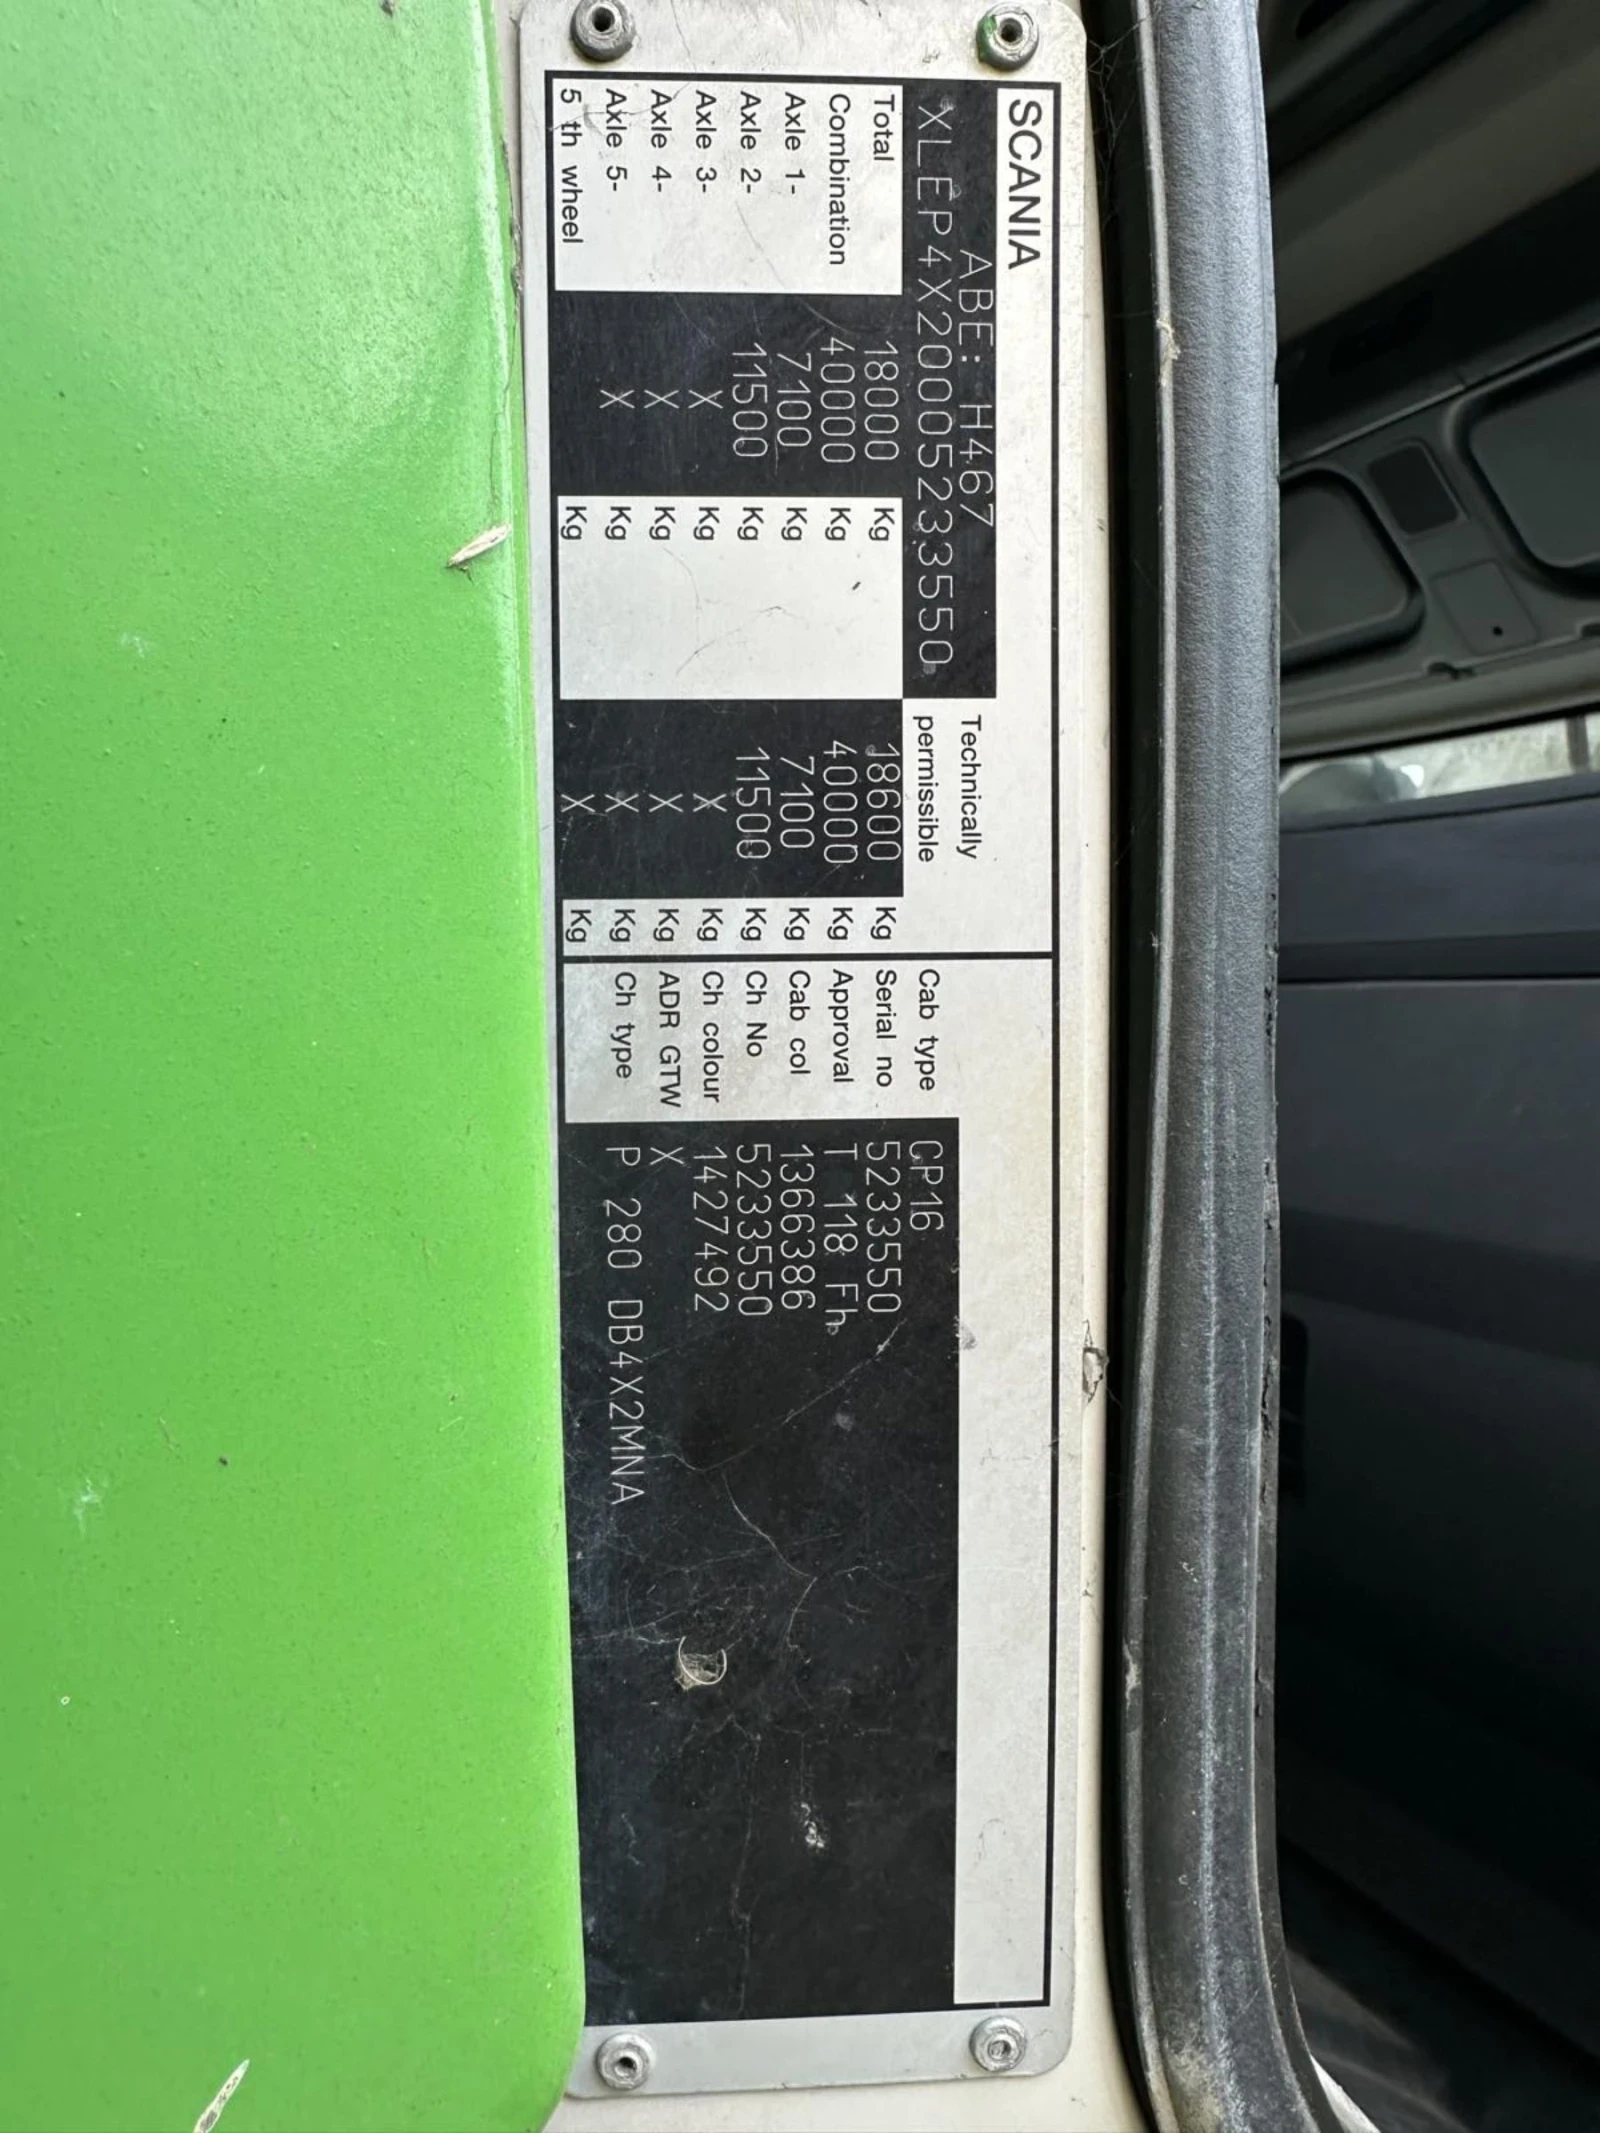 SCANIA
ABE: H467
XLEP4X20005233550
Technically
permissible
Total 18000 Kg 18600 Kg
Combination 40000 Kg 40000 Kg
Axle 1- 7100 Kg 7100 Kg
Axle 2- 11500 Kg 11500 Kg
Axle 3- X Kg X Kg
Axle 4- X Kg X Kg
Axle 5- X Kg X Kg
5 th wheel Kg X Kg
Cab type CP16
Serial no 5233550
Approval T 118 Fh.
Cab col 1366386
Ch No 5233550
Ch colour 1427492
ADR GTW X
Ch type P 280 DB4X2MNA